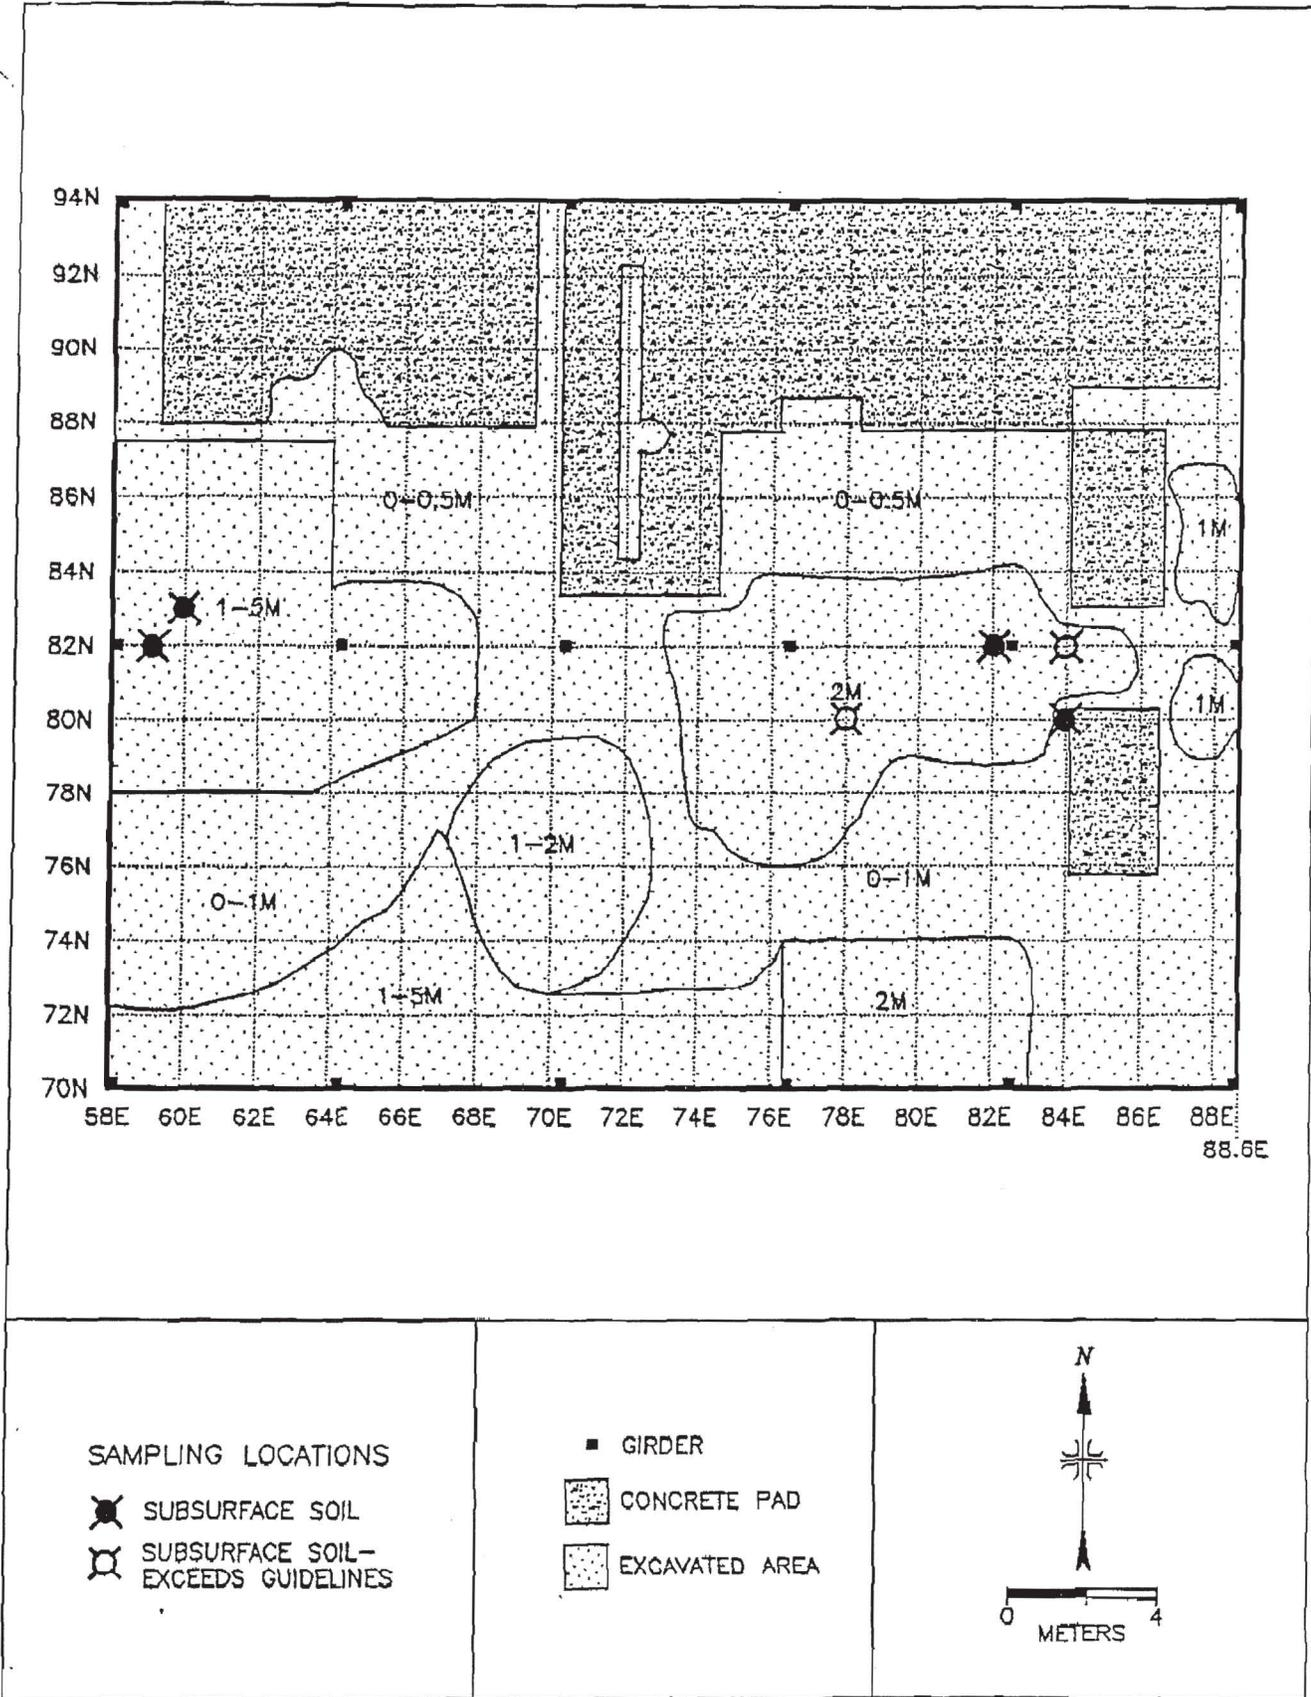 94N
92N
90N
88N
86N
0-0.5M
0-0.5M
1M
84N
1-5M
82N
2M
80N
1M
78N
1-2M
76N
0-1M
0-1M
74N
1-5M
2M
72N
70N
58E 60E 62E 64E 66E 68E 70E 72E 74E 76E 78E 80E 82E 84E 86E 88E
88.6E
SAMPLING LOCATIONS
SUBSURFACE SOIL
SUBSURFACE SOIL-
EXCEEDS GUIDELINES
GIRDER
CONCRETE PAD
EXCAVATED AREA
N
0 4
METERS